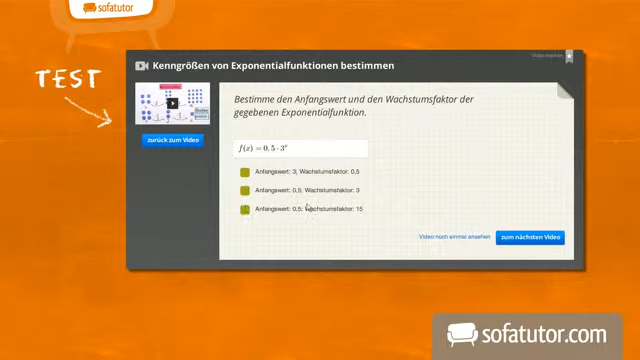 sofatutor
TEST
Kenngrößen von Exponentialfunktionen bestimmen
Bestimme den Anfangswert und den Wachstumsfaktor der
gegebenen Exponentialfunktion.
zurück zum Video
f(x) = 0,5 · 3ˣ
Anfangswert: 3; Wachstumsfaktor: 0,5
Anfangswert: 0,5; Wachstumsfaktor: 3
Anfangswert: 0,5; Wachstumsfaktor: 15
Video noch einmal ansehen
zum nächsten Video
sofatutor.com